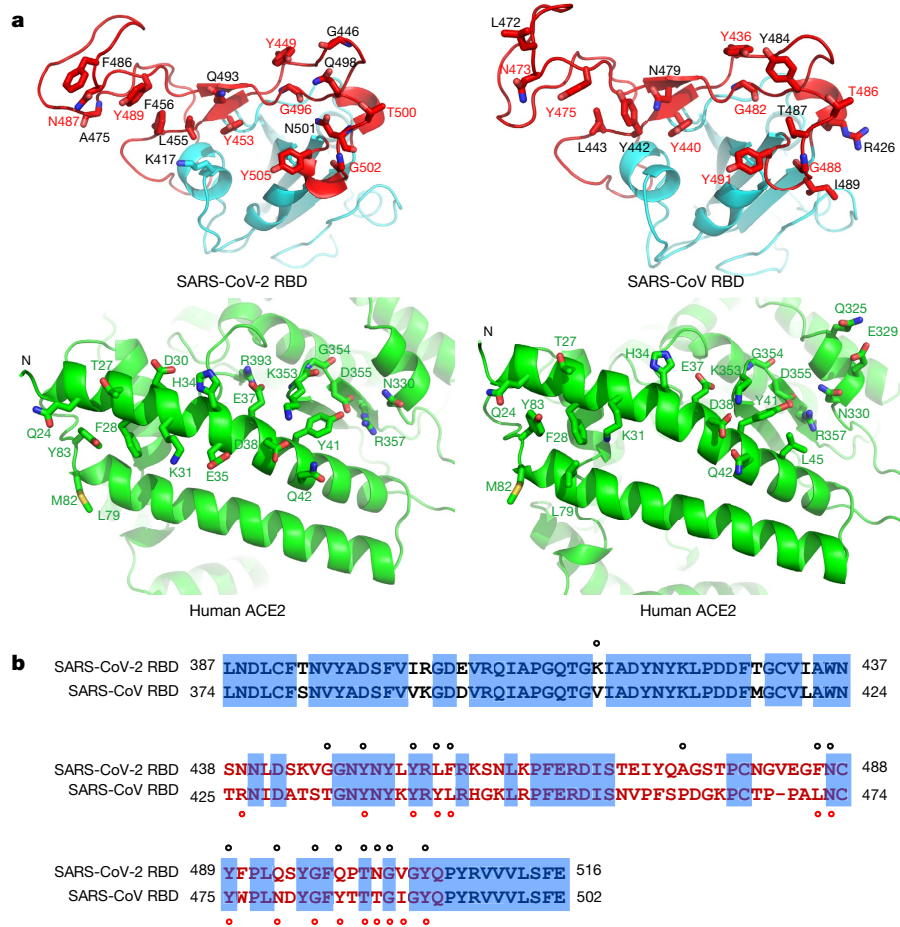 a
F486
Y449
G446
Q493
Q498
N487
Y489
F456
G496
T500
A475
L455
Y453
N501
K417
Y505
G502
SARS-CoV-2 RBD
L472
Y436
Y484
N473
N479
Y475
G482
T486
T487
L443
Y442
Y440
R426
Y491
G488
I489
SARS-CoV RBD
N
T27
D30
R393
G354
H34
K353
D355
E37
N330
Q24
Y83
F28
D38
Y41
R357
K31
E35
Q42
M82
L79
Human ACE2
Q325
E329
N
T27
H34
E37
G354
K353
D355
Q24
Y83
D38
Y41
N330
F28
K31
R357
L45
Q42
M82
L79
Human ACE2
b
SARS-CoV-2 RBD 387 LNDLCFTNVYADSFVIRGDEVRQIAPGQTGKIADYNYKLPDDFTGCVIAWN 437
SARS-CoV RBD 374 LNDLCFSNVYADSFVVKGDDVRQIAPGQTGVIADYNYKLPDDFMGCVLAWN 424
SARS-CoV-2 RBD 438 SNNLDSKVGGNYNYLYRLFRKSNLKPFERDISTEIYQAGSTPCNGVEGFNC 488
SARS-CoV RBD 425 TRNIDATSTGNYNYKYRYLRHGKLRPFERDISNVPFSPDGKPCTP-PALNC 474
SARS-CoV-2 RBD 489 YFPLQSYGFQPTNGVGYQPYRVVVLSFE 516
SARS-CoV RBD 475 YWPLNDYGFYTTTGIGYQPYRVVVLSFE 502